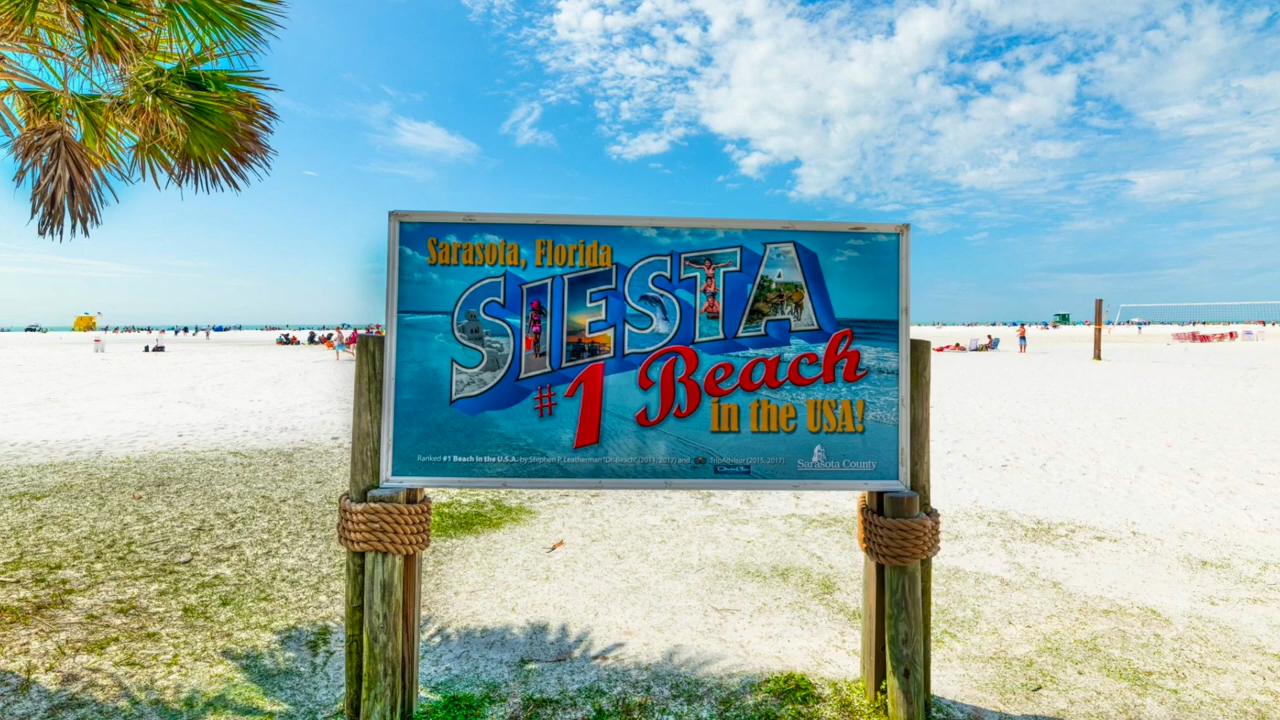 Sarasota, Florida
SIESTA
#1 Beach
in the USA!
Ranked #1 Beach in the U.S.A. by Stephen P. Leatherman "Dr. Beach" (2011, 2017) and TripAdvisor (2015, 2017)
Sarasota County